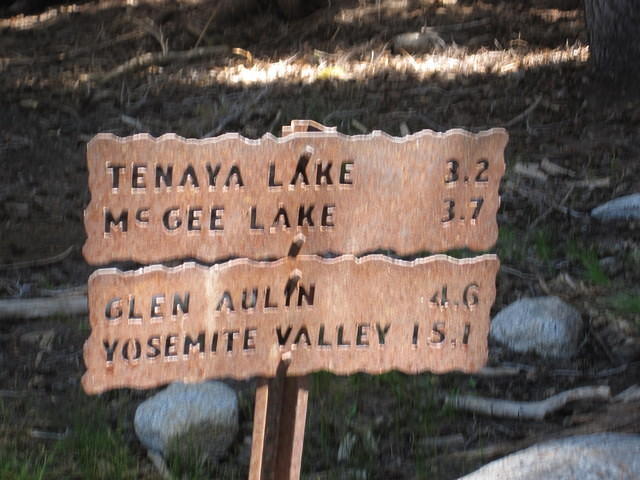 TENAYA LAKE 3.2
McGEE LAKE 3.7
GLEN AULIN 4.6
YOSEMITE VALLEY 15.1